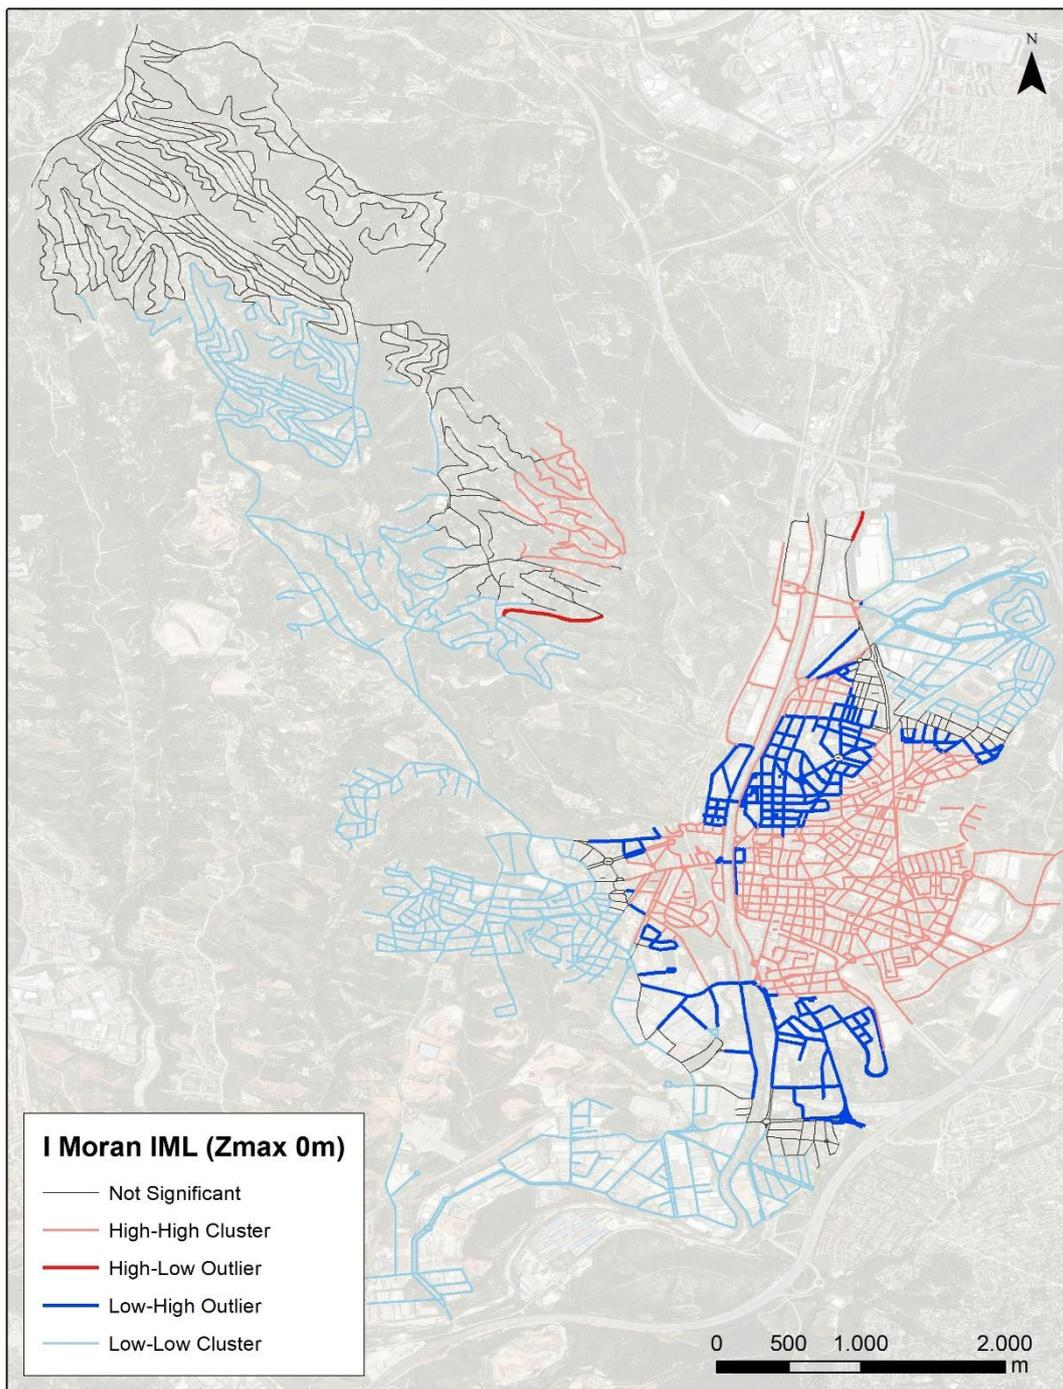 N
I Moran IML (Zmax 0m)
Not Significant
High-High Cluster
High-Low Outlier
Low-High Outlier
Low-Low Cluster
0 500 1.000 2.000
m